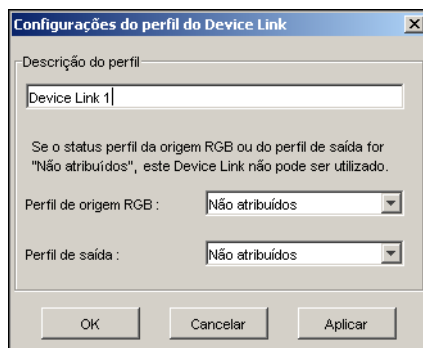 Configurações do perfil do Device Link
Descrição do perfil
Device Link 1
Se o status perfil da origem RGB ou do perfil de saída for
"Não atribuídos", este Device Link não pode ser utilizado.
Perfil de origem RGB :
Não atribuídos
Perfil de saída :
Não atribuídos
OK
Cancelar
Aplicar